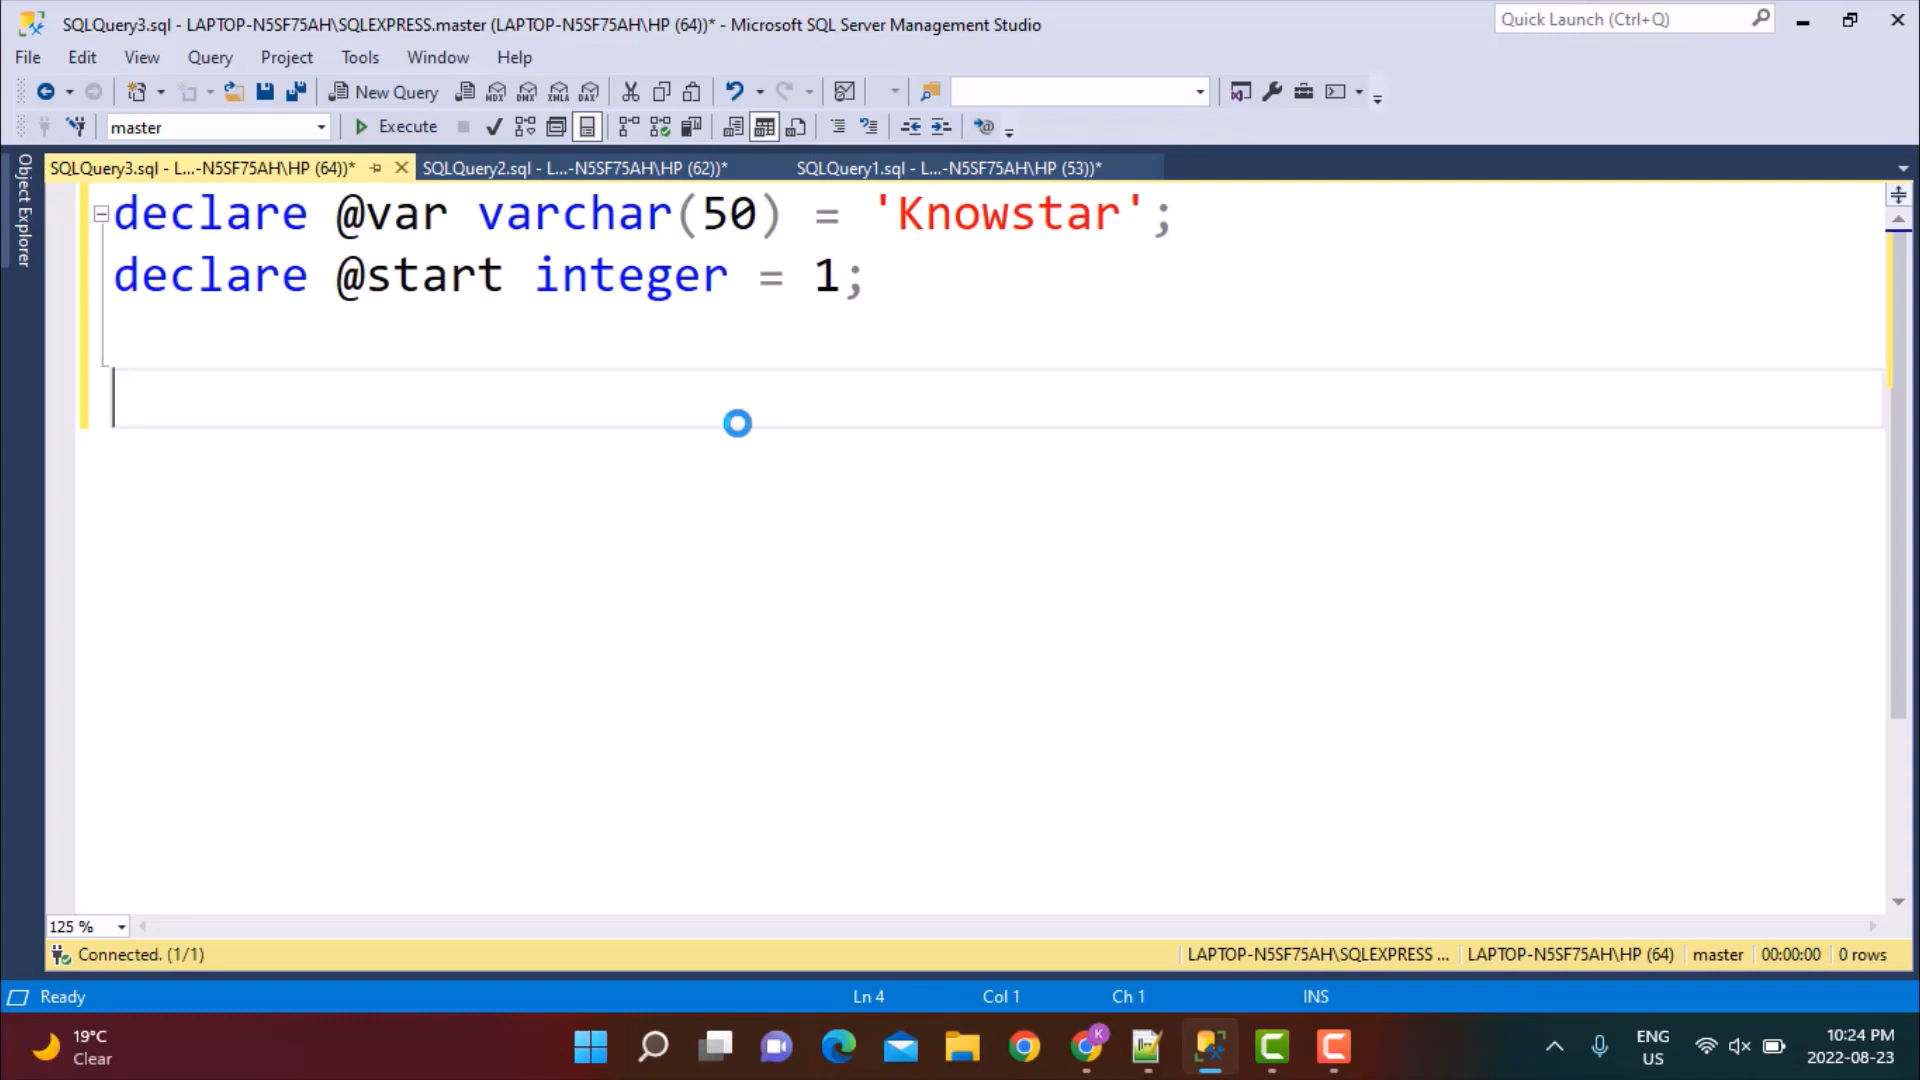 SQLQuery3.sql - LAPTOP-N5SF75AH\SQLEXPRESS.master (LAPTOP-N5SF75AH\HP (64))* - Microsoft SQL Server Management Studio
Quick Launch (Ctrl+Q)
File Edit View Query Project Tools Window Help
New Query MDX DMX XMLA DAX
master Execute
SQLQuery3.sql - L...-N5SF75AH\HP (64))* SQLQuery2.sql - L...-N5SF75AH\HP (62))* SQLQuery1.sql - L...-N5SF75AH\HP (53))*
Object Explorer
declare @var varchar(50) = 'Knowstar';
declare @start integer = 1;
125 %
Connected. (1/1) LAPTOP-N5SF75AH\SQLEXPRESS ... LAPTOP-N5SF75AH\HP (64) master 00:00:00 0 rows
Ready Ln 4 Col 1 Ch 1 INS
19°C
Clear
K
ENG
US
10:24 PM
2022-08-23